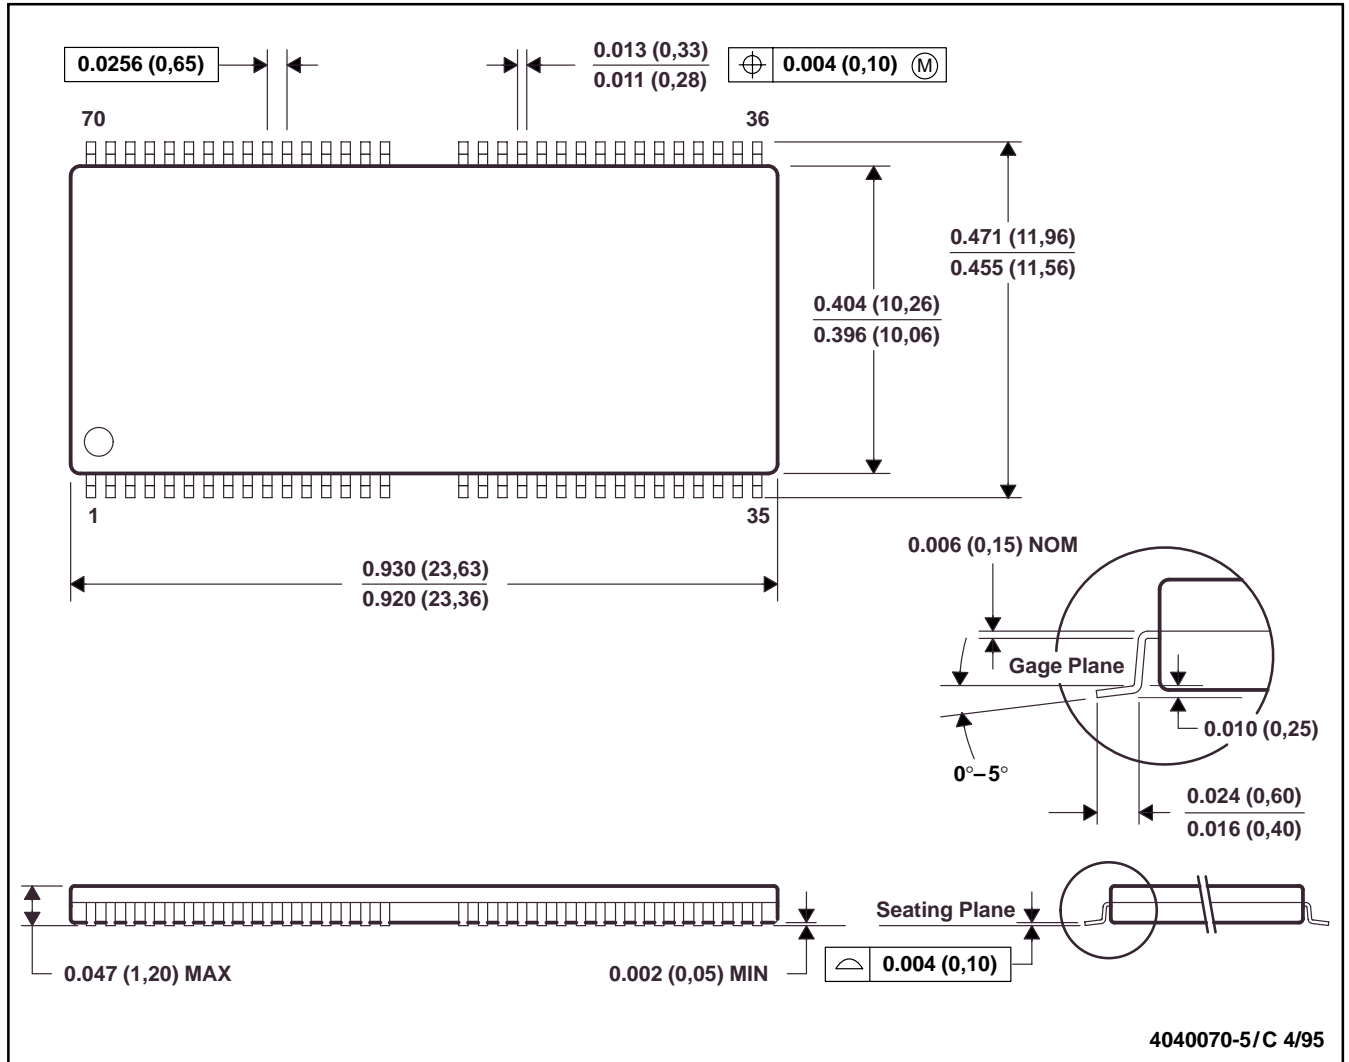 0.0256 (0,65)
0.013 (0,33)
0.011 (0,28)
0.004 (0,10) Ⓜ
70
36
0.471 (11,96)
0.455 (11,56)
0.404 (10,26)
0.396 (10,06)
1
35
0.930 (23,63)
0.920 (23,36)
0.006 (0,15) NOM
Gage Plane
0.010 (0,25)
0°–5°
0.024 (0,60)
0.016 (0,40)
Seating Plane
0.047 (1,20) MAX
0.002 (0,05) MIN
0.004 (0,10)
4040070-5/C 4/95